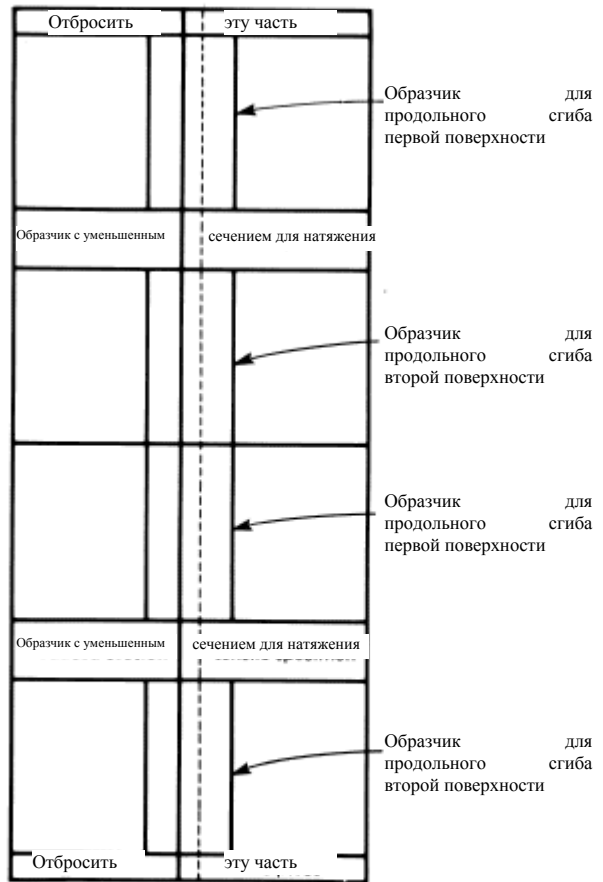 Отбросить эту часть
Образчик для
продольного сгиба
первой поверхности
Образчик с уменьшенным сечением для натяжения
Образчик для
продольного сгиба
второй поверхности
Образчик для
продольного сгиба
первой поверхности
Образчик с уменьшенным сечением для натяжения
Образчик для
продольного сгиба
второй поверхности
Отбросить эту часть